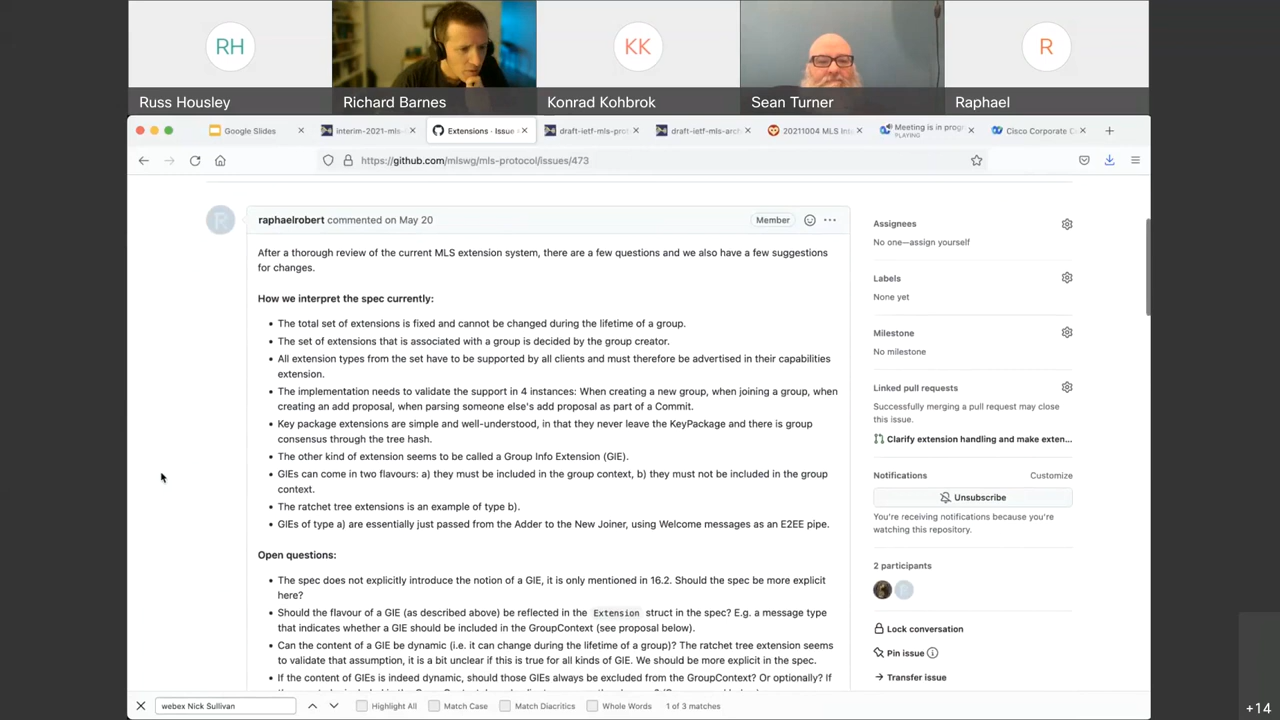 RH
KK
R
Russ Housley
Richard Barnes
Konrad Kohbrok
Sean Turner
Raphael
Google Slides
interim-2021-mls-
Extensions · Issue
draft-ietf-mls-prot
draft-ietf-mls-arc
20211004 MLS Int
Meeting is in prog
PLAYING
Cisco Corporate C
https://github.com/mlswg/mls-protocol/issues/473
raphaelrobert commented on May 20
Member
After a thorough review of the current MLS extension system, there are a few questions and we also have a few suggestions
for changes.
How we interpret the spec currently:
• The total set of extensions is fixed and cannot be changed during the lifetime of a group.
• The set of extensions that is associated with a group is decided by the group creator.
• All extension types from the set have to be supported by all clients and must therefore be advertised in their capabilities
extension.
• The implementation needs to validate the support in 4 instances: When creating a new group, when joining a group, when
creating an add proposal, when parsing someone else's add proposal as part of a Commit.
• Key package extensions are simple and well-understood, in that they never leave the KeyPackage and there is group
consensus through the tree hash.
• The other kind of extension seems to be called a Group Info Extension (GIE).
• GIEs can come in two flavours: a) they must be included in the group context, b) they must not be included in the group
context.
• The ratchet tree extensions is an example of type b).
• GIEs of type a) are essentially just passed from the Adder to the New Joiner, using Welcome messages as an E2EE pipe.
Open questions:
• The spec does not explicitly introduce the notion of a GIE, it is only mentioned in 16.2. Should the spec be more explicit
here?
• Should the flavour of a GIE (as described above) be reflected in the Extension struct in the spec? E.g. a message type
that indicates whether a GIE should be included in the GroupContext (see proposal below).
• Can the content of a GIE be dynamic (i.e. it can change during the lifetime of a group)? The ratchet tree extension seems
to validate that assumption, it is a bit unclear if this is true for all kinds of GIE. We should be more explicit in the spec.
• If the content of GIEs is indeed dynamic, should those GIEs always be excluded from the GroupContext? Or optionally? If
Assignees
No one—assign yourself
Labels
None yet
Milestone
No milestone
Linked pull requests
Successfully merging a pull request may close
this issue.
Clarify extension handling and make exten...
Notifications
Customize
Unsubscribe
You're receiving notifications because you're
watching this repository.
2 participants
Lock conversation
Pin issue
Transfer issue
webex Nick Sullivan
Highlight All
Match Case
Match Diacritics
Whole Words
1 of 3 matches
+14